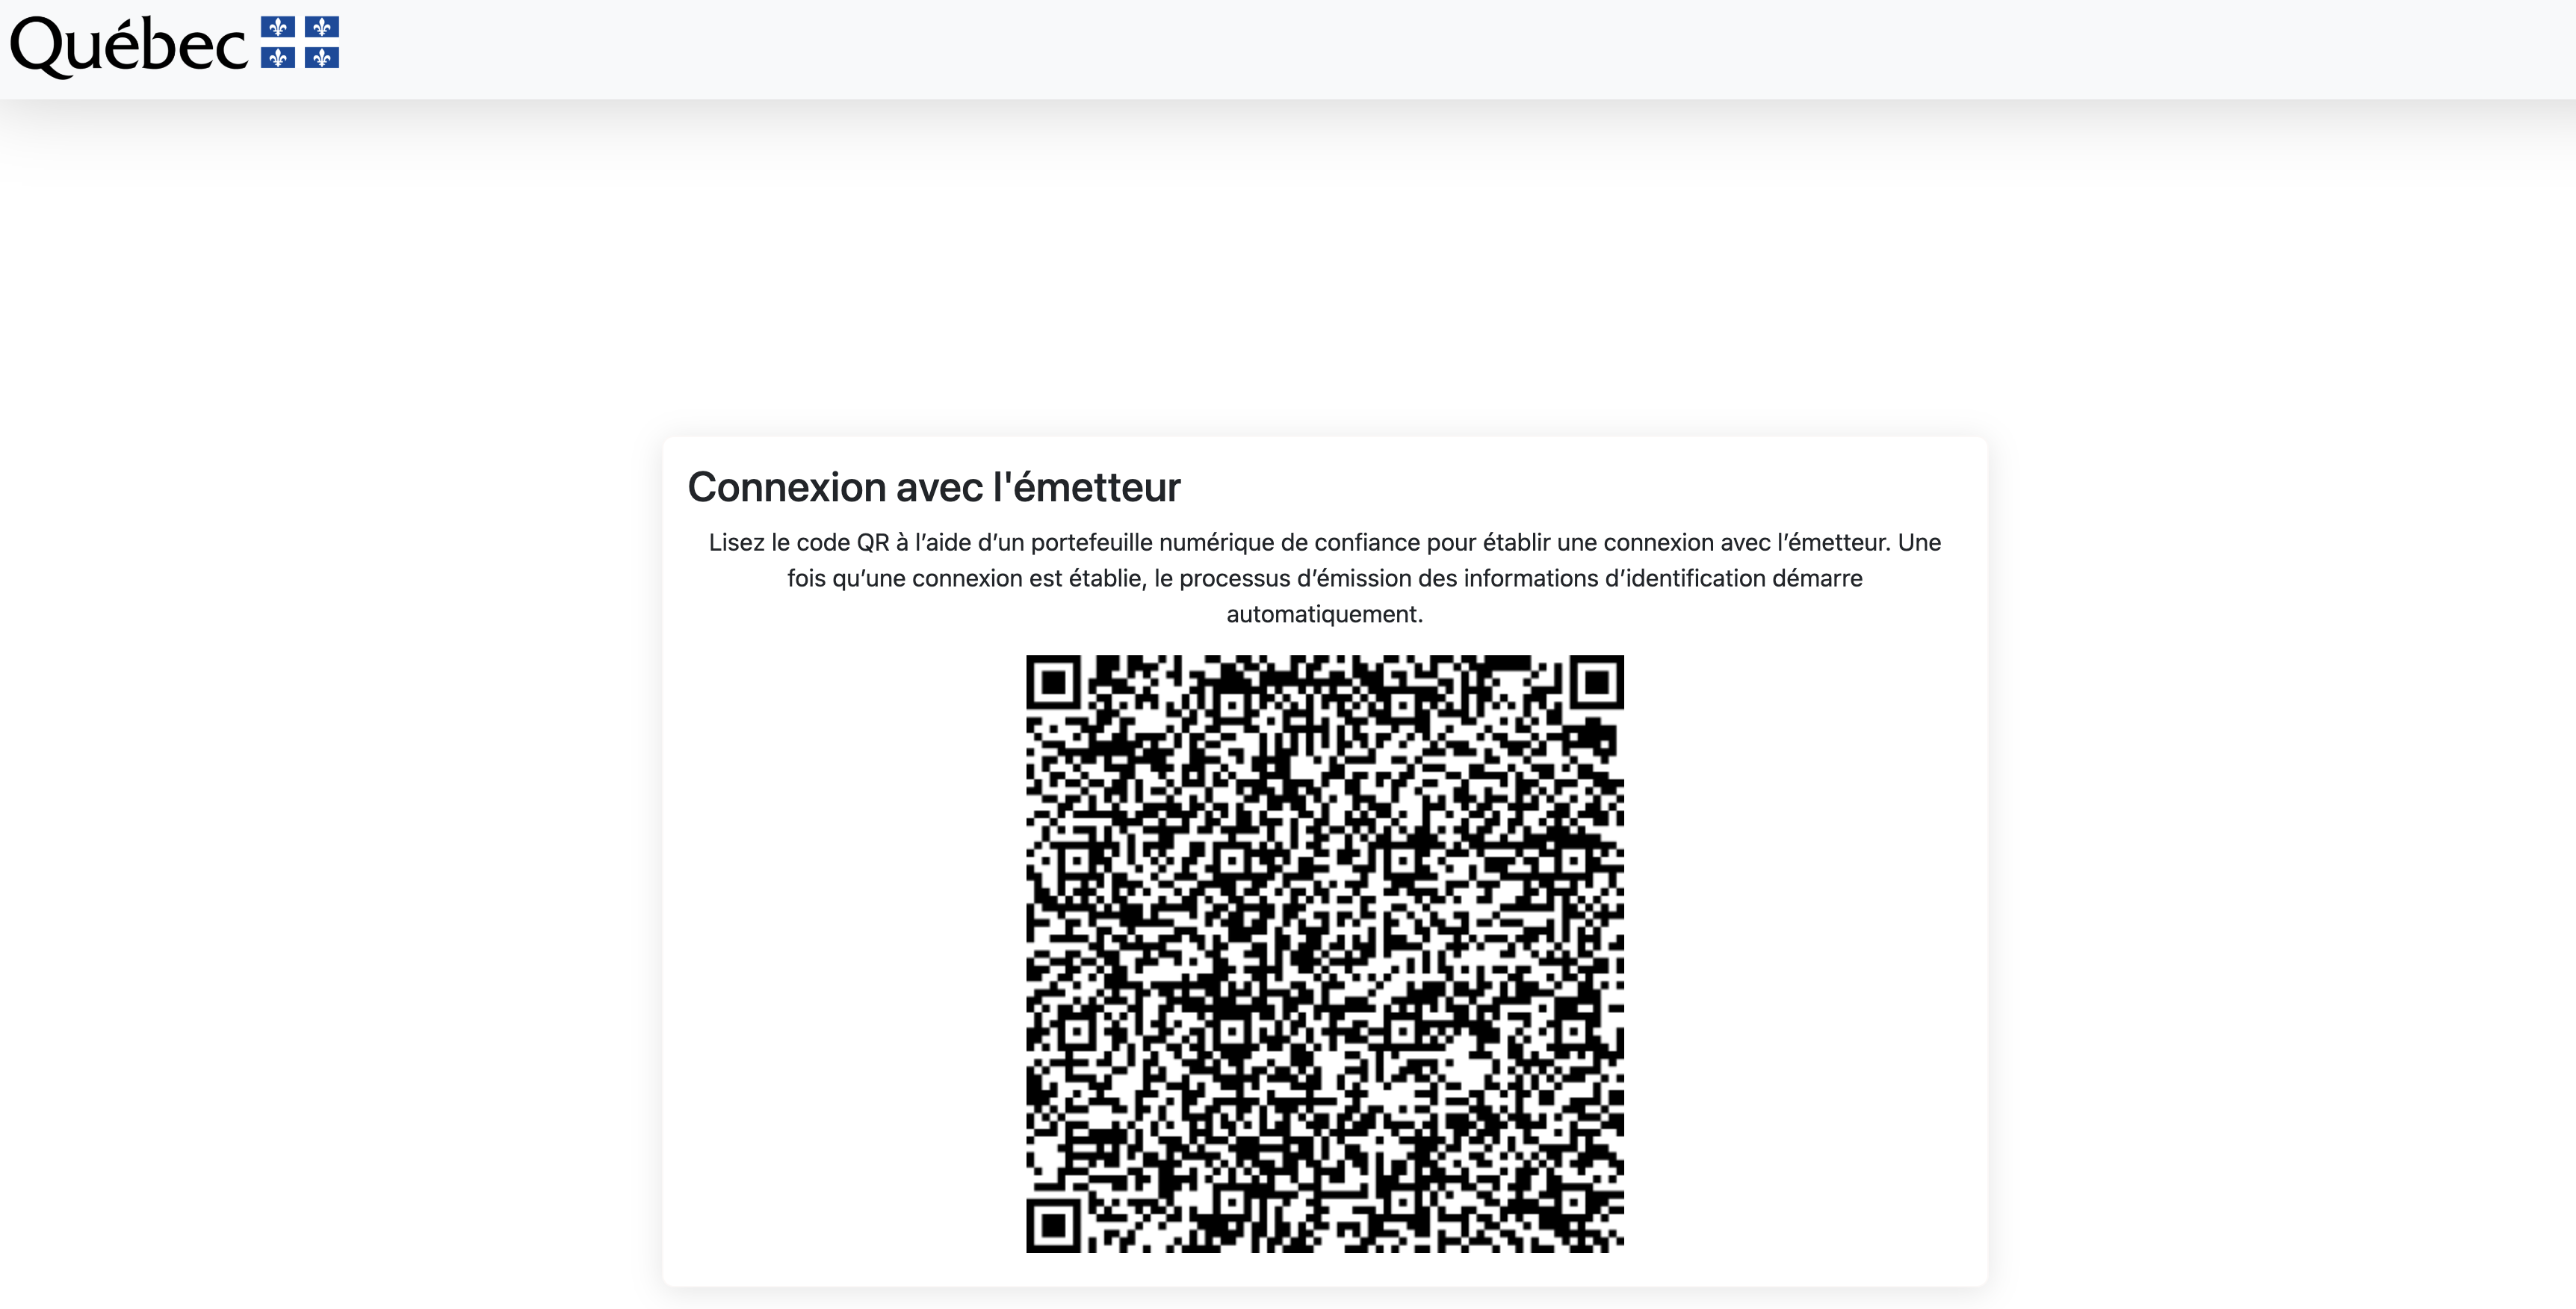 Québec
Connexion avec l'émetteur
Lisez le code QR à l’aide d’un portefeuille numérique de confiance pour établir une connexion avec l’émetteur. Une
fois qu’une connexion est établie, le processus d’émission des informations d’identification démarre
automatiquement.